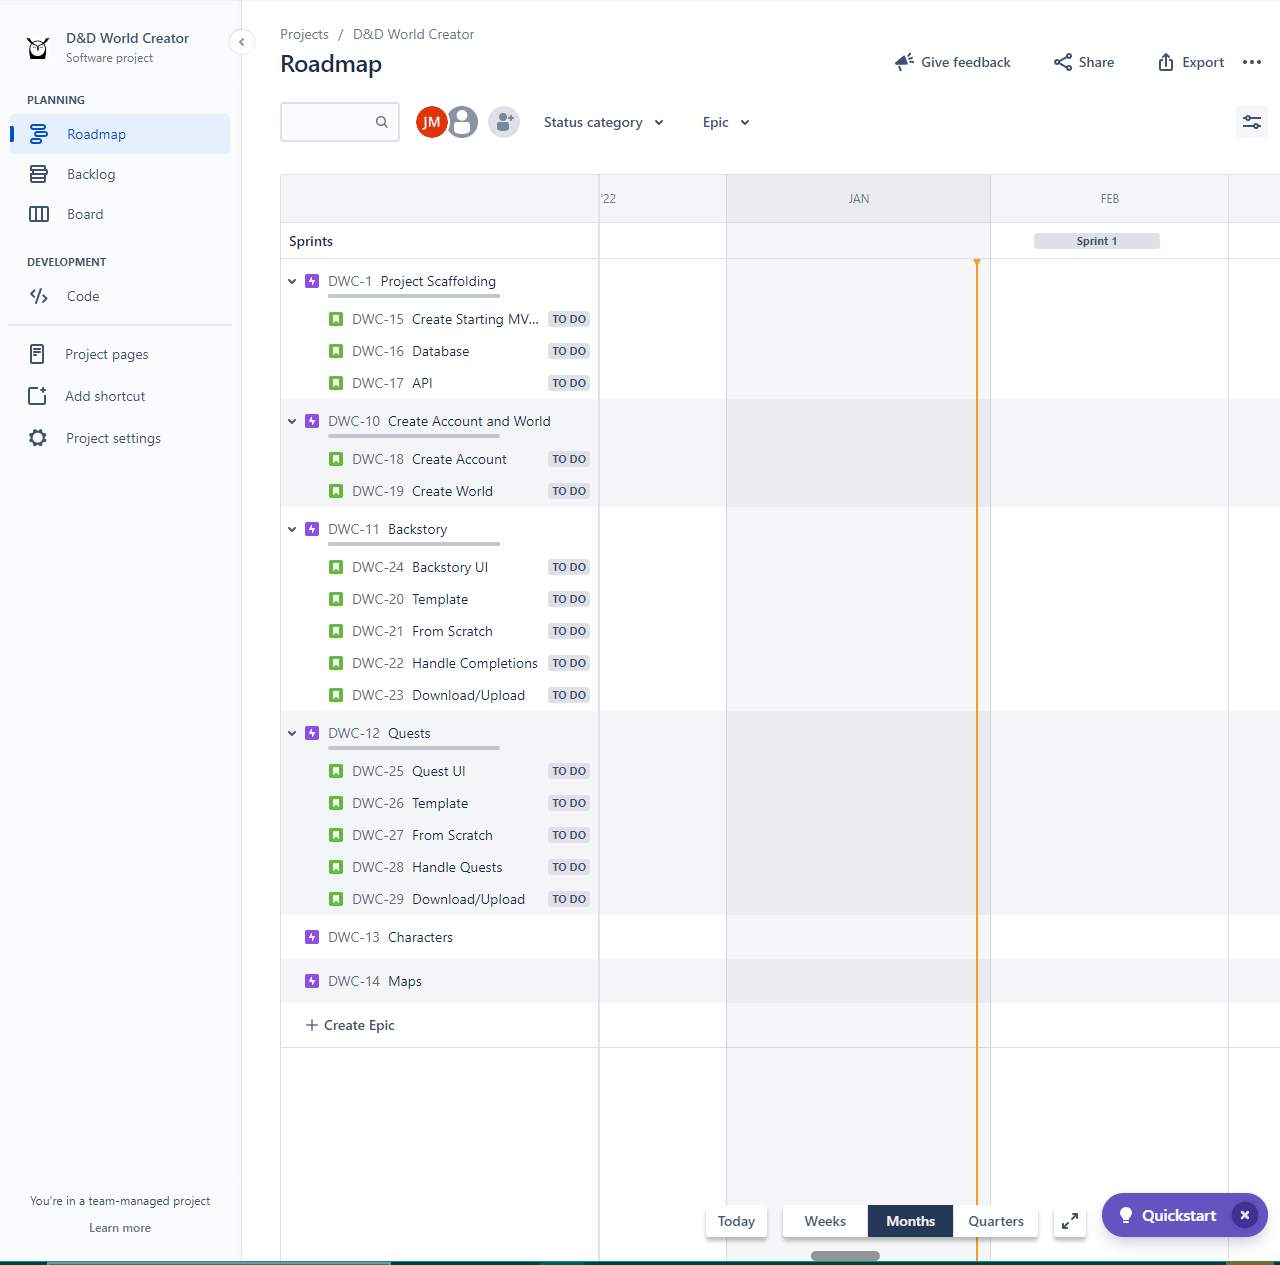 D&D World Creator
Software project
PLANNING
Roadmap
Backlog
Board
DEVELOPMENT
Code
Project pages
Add shortcut
Project settings
You're in a team-managed project
Learn more
Projects / D&D World Creator
Roadmap
Give feedback
Share
Export
JM
Status category
Epic
'22
JAN
FEB
Sprints
Sprint 1
DWC-1 Project Scaffolding
DWC-15 Create Starting MV... TO DO
DWC-16 Database TO DO
DWC-17 API TO DO
DWC-10 Create Account and World
DWC-18 Create Account TO DO
DWC-19 Create World TO DO
DWC-11 Backstory
DWC-24 Backstory UI TO DO
DWC-20 Template TO DO
DWC-21 From Scratch TO DO
DWC-22 Handle Completions TO DO
DWC-23 Download/Upload TO DO
DWC-12 Quests
DWC-25 Quest UI TO DO
DWC-26 Template TO DO
DWC-27 From Scratch TO DO
DWC-28 Handle Quests TO DO
DWC-29 Download/Upload TO DO
DWC-13 Characters
DWC-14 Maps
+ Create Epic
Today
Weeks
Months
Quarters
Quickstart